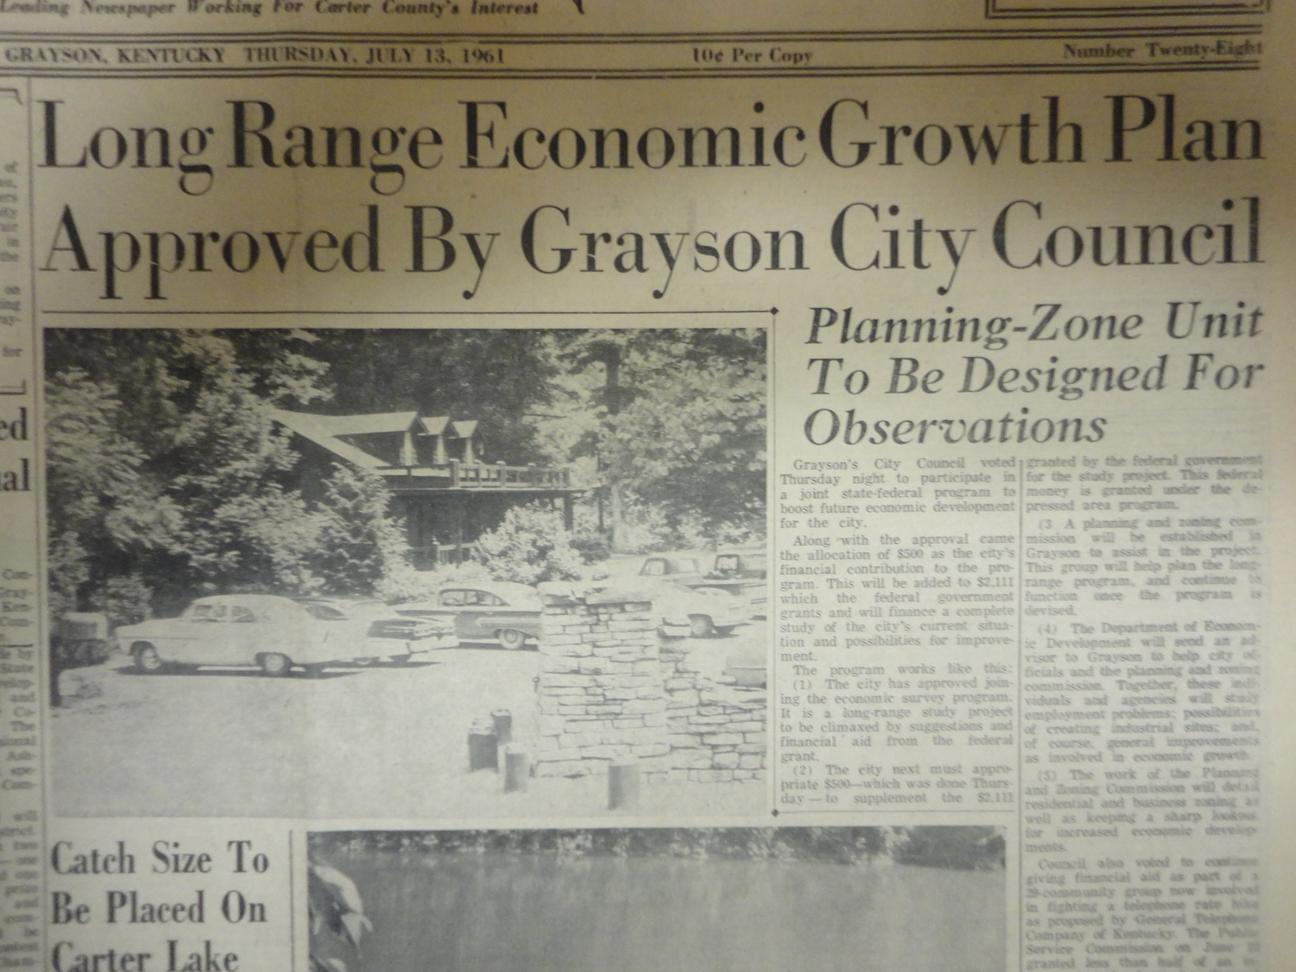 Leading Newspaper Working For Carter County's Interest
GRAYSON, KENTUCKY THURSDAY, JULY 13, 1961
10¢ Per Copy
Number Twenty-Eight
Long Range Economic Growth Plan
Approved By Grayson City Council
Planning-Zone Unit
To Be Designed For
Observations
Grayson's City Council voted
Thursday night to participate in
a joint state-federal program to
boost future economic development
for the city.
Along with the approval came
the allocation of $500 as the city's
financial contribution to the pro-
gram. This will be added to $2,111
which the federal government
grants and will finance a complete
study of the city's current situa-
tion and possibilities for improve-
ment.
The program works like this:
(1) The city has approved join-
ing the economic survey program.
It is a long-range study project
to be climaxed by suggestions and
financial aid from the federal
grant.
(2) The city next must appro-
priate $500—which was done Thurs-
day — to supplement the $2,111
granted by the federal government
for the study project. This federal
money is granted under the de-
pressed area program.
(3 A planning and zoning com-
mission will be established in
Grayson to assist in the project.
This group will help plan the long-
range program, and continue to
function once the program is
devised.
(4) The Department of Econom-
ic Development will send an ad-
visor to Grayson to help city of-
ficials and the planning and zoning
commission. Together, these indi-
viduals and agencies will study
employment problems; possibilities
of creating industrial sites; and,
of course, general improvements
as involved in economic growth.
(5) The work of the Planning
and Zoning Commission will detail
residential and business zoning as
well as keeping a sharp lookout
for increased economic develop-
ments.
Council also voted to continue
giving financial aid as part of a
29-community group now involved
in fighting a telephone rate hike
as proposed by General Telephone
Company of Kentucky. The Public
Service Commission on June
granted less than half of
Catch Size To
Be Placed On
Carter Lake